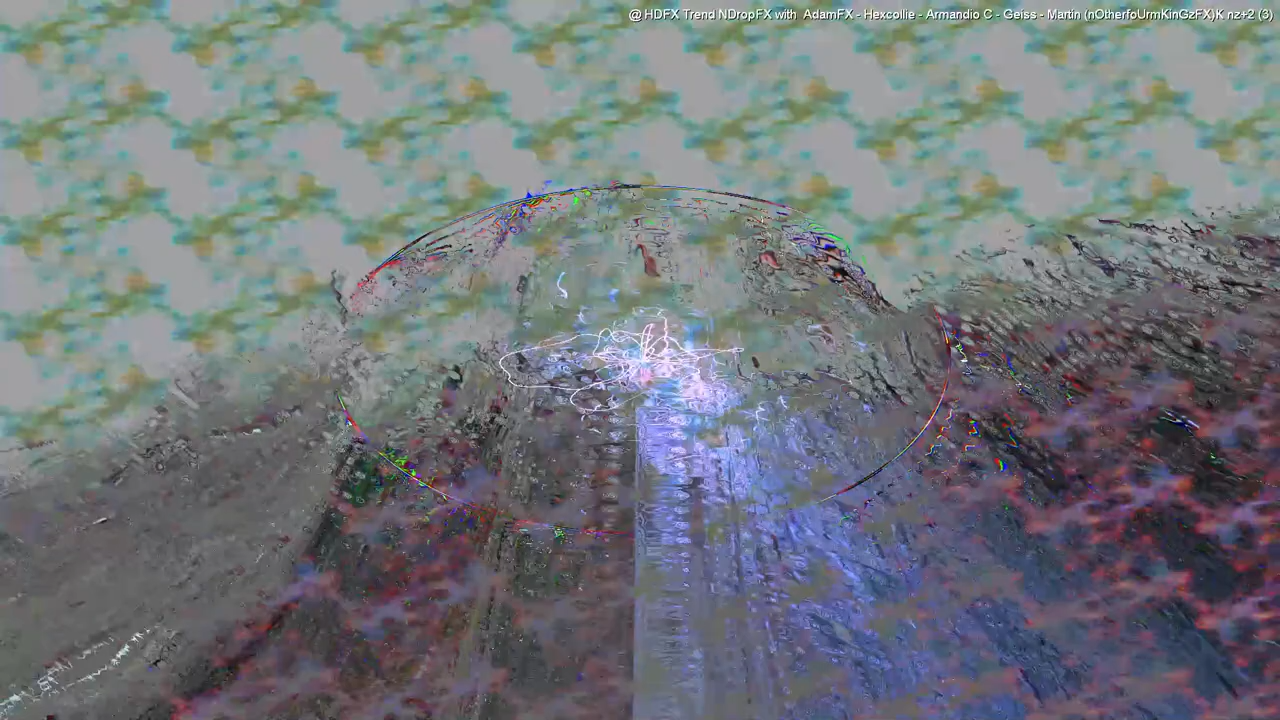 @ HDFX Trend NDropFX with  AdamFX - Hexcollie - Armandio C - Geiss - Martin (nOtherfoUrmKinGzFX)K nz+2 (3)